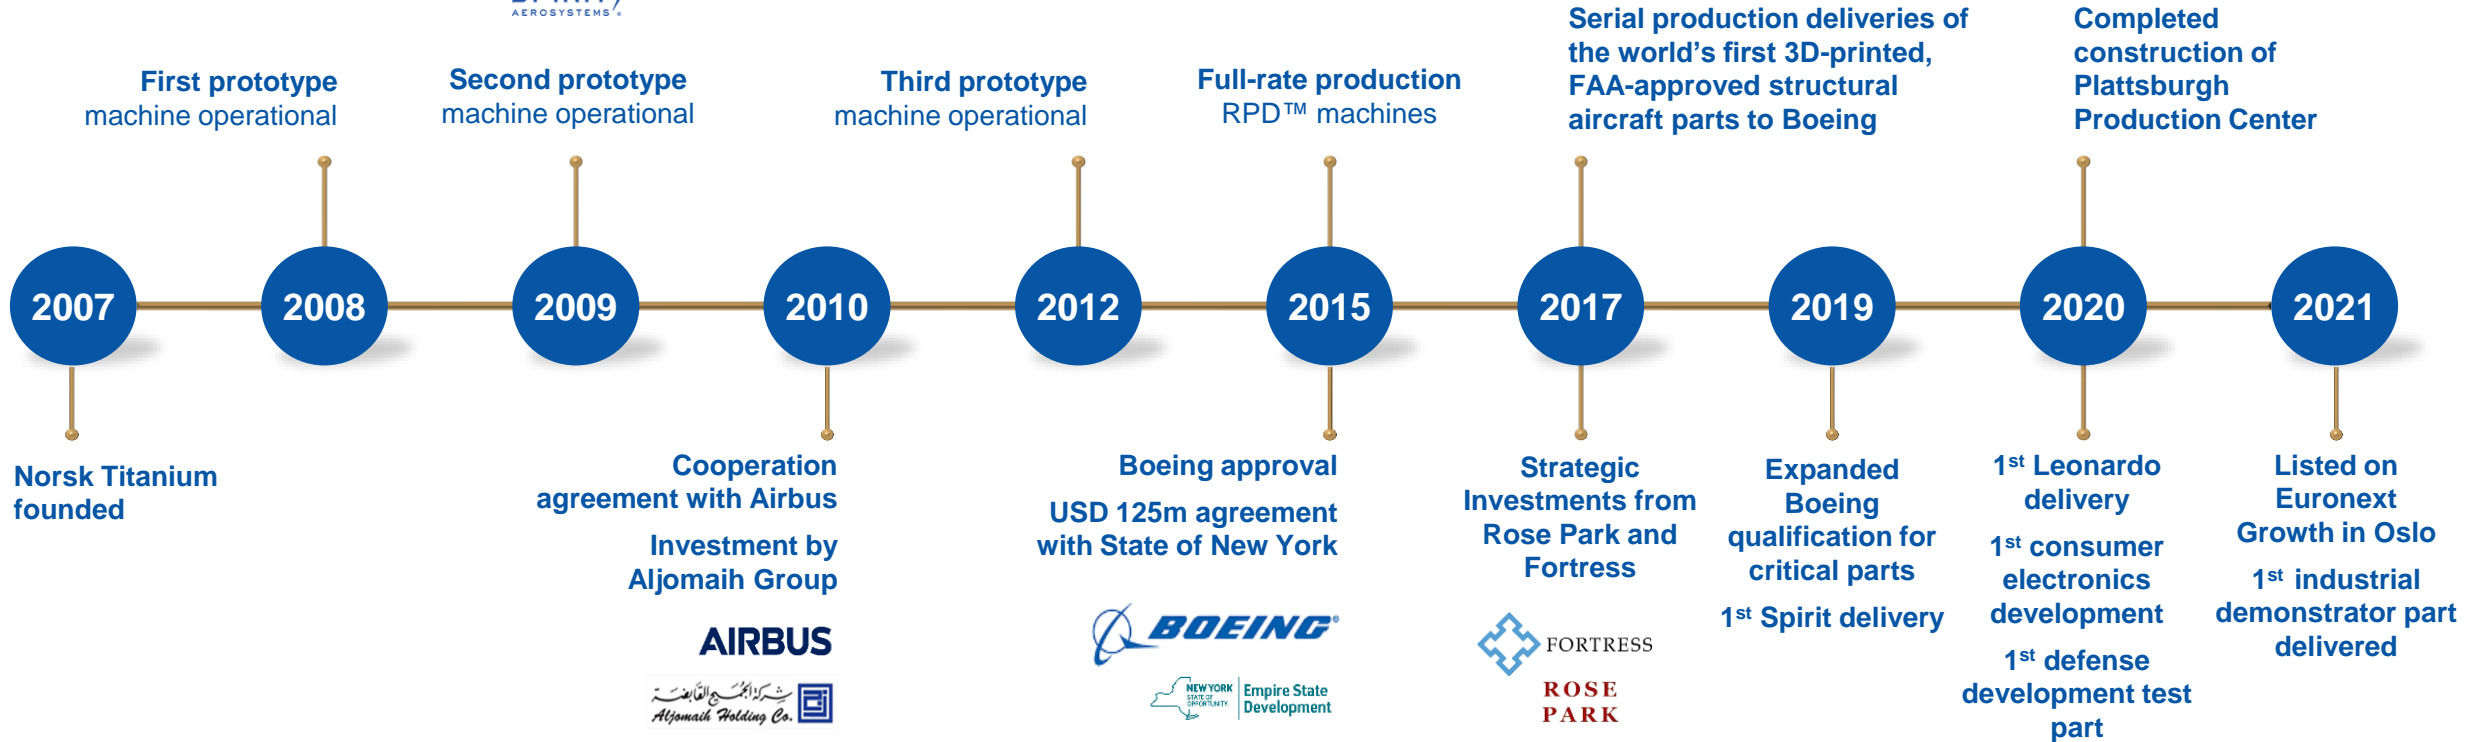 AEROSYSTEMS
First prototype
machine operational
Second prototype
machine operational
Third prototype
machine operational
Full-rate production
RPD™ machines
Serial production deliveries of
the world's first 3D-printed,
FAA-approved structural
aircraft parts to Boeing
Completed
construction of
Plattsburgh
Production Center
2007
2008
2009
2010
2012
2015
2017
2019
2020
2021
Norsk Titanium
founded
Cooperation
agreement with Airbus
Investment by
Aljomaih Group
AIRBUS
شركة الجميح القابضة
Aljomaih Holding Co.
Boeing approval
USD 125m agreement
with State of New York
BOEING®
NEW YORK
STATE OF
OPPORTUNITY.
Empire State
Development
Strategic
Investments from
Rose Park and
Fortress
FORTRESS
ROSE
PARK
Expanded
Boeing
qualification for
critical parts
1st Spirit delivery
1st Leonardo
delivery
1st consumer
electronics
development
1st defense
development test
part
Listed on
Euronext
Growth in Oslo
1st industrial
demonstrator part
delivered